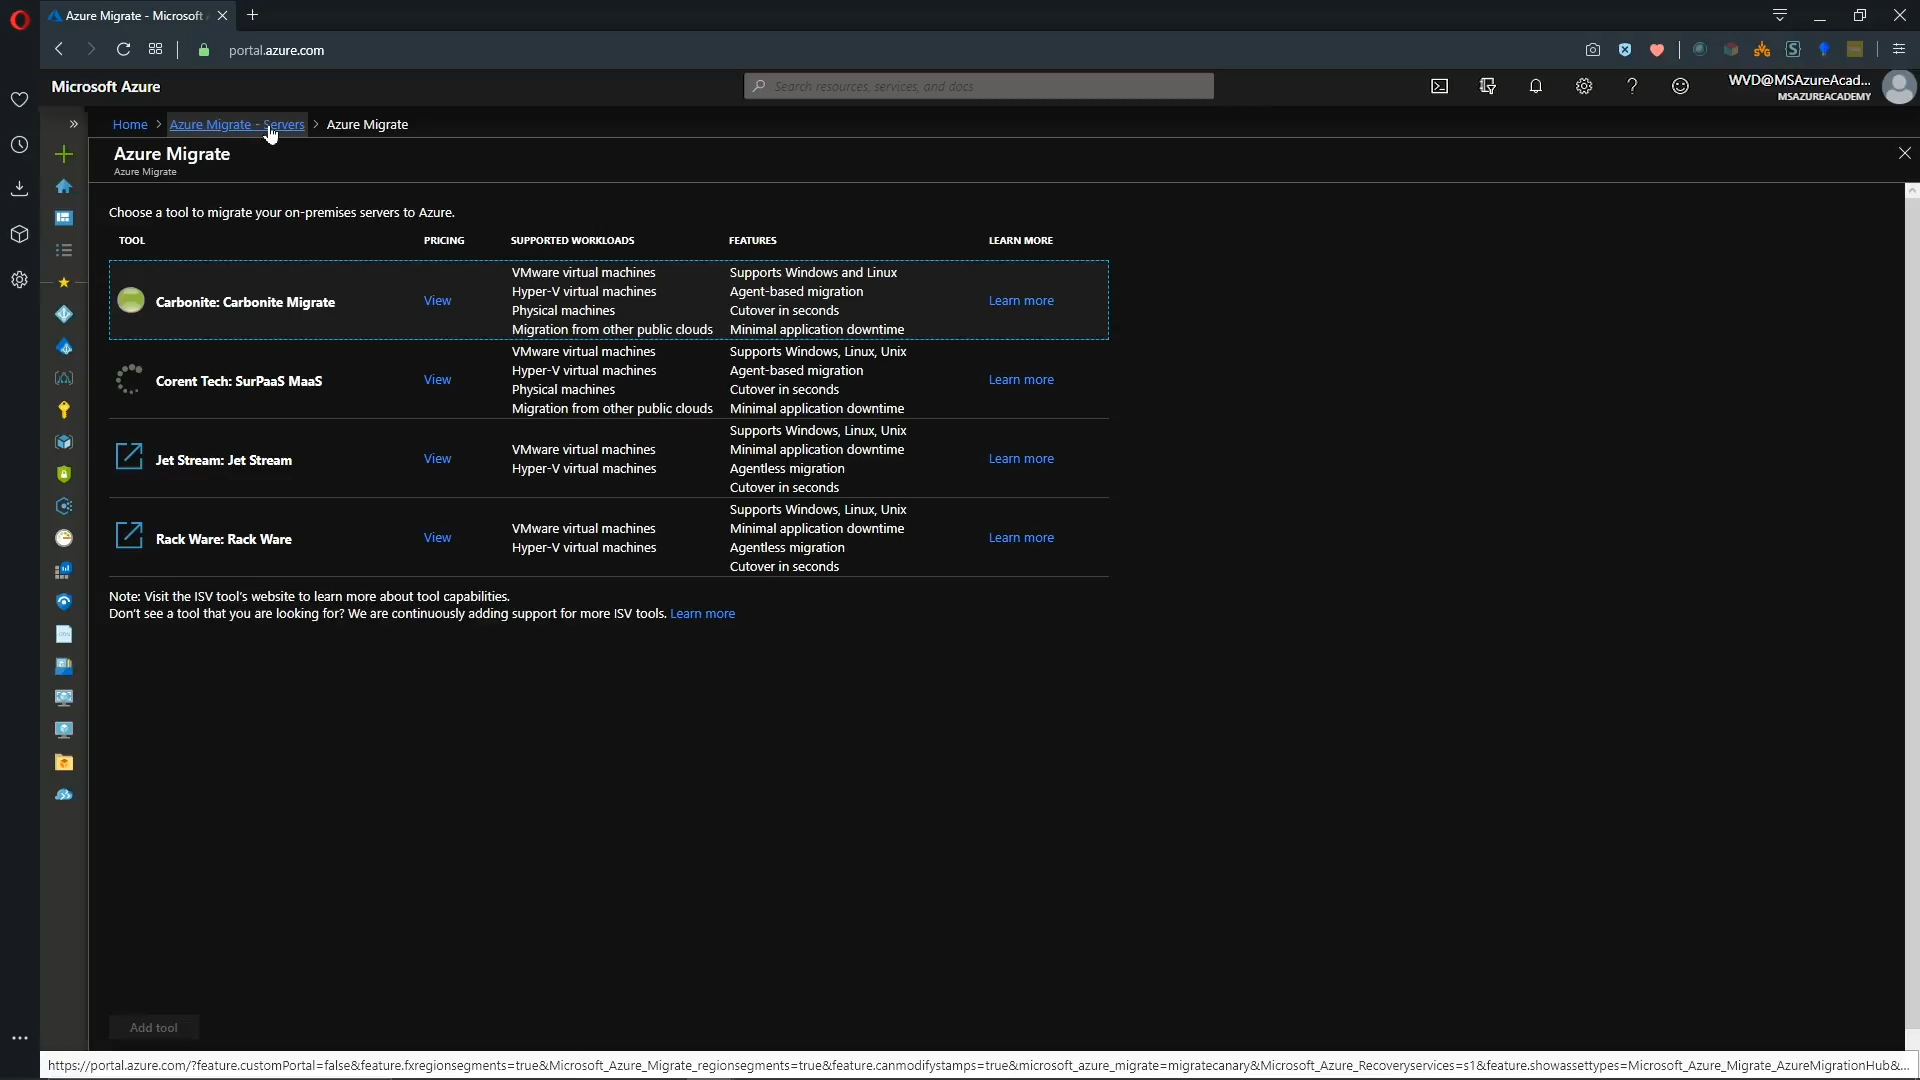 Azure Migrate - Microsoft
portal.azure.com
Microsoft Azure
Search resources, services, and docs
WVD@MSAzureAcad...
MSAZUREACADEMY
Home > Azure Migrate - Servers > Azure Migrate
Azure Migrate
Azure Migrate
Choose a tool to migrate your on-premises servers to Azure.
TOOL PRICING SUPPORTED WORKLOADS FEATURES LEARN MORE
Carbonite: Carbonite Migrate
View
VMware virtual machines
Hyper-V virtual machines
Physical machines
Migration from other public clouds
Supports Windows and Linux
Agent-based migration
Cutover in seconds
Minimal application downtime
Learn more
Corent Tech: SurPaaS MaaS
View
VMware virtual machines
Hyper-V virtual machines
Physical machines
Migration from other public clouds
Supports Windows, Linux, Unix
Agent-based migration
Cutover in seconds
Minimal application downtime
Learn more
Jet Stream: Jet Stream
View
VMware virtual machines
Hyper-V virtual machines
Supports Windows, Linux, Unix
Minimal application downtime
Agentless migration
Cutover in seconds
Learn more
Rack Ware: Rack Ware
View
VMware virtual machines
Hyper-V virtual machines
Supports Windows, Linux, Unix
Minimal application downtime
Agentless migration
Cutover in seconds
Learn more
Note: Visit the ISV tool's website to learn more about tool capabilities.
Don't see a tool that you are looking for? We are continuously adding support for more ISV tools. Learn more
Add tool
https://portal.azure.com/?feature.customPortal=false&feature.fxregionsegments=true&Microsoft_Azure_Migrate_regionsegments=true&feature.canmodifystamps=true&microsoft_azure_migrate=migratecanary&Microsoft_Azure_Recoveryservices=s1&feature.showassettypes=Microsoft_Azure_Migrate_AzureMigrationHub&...